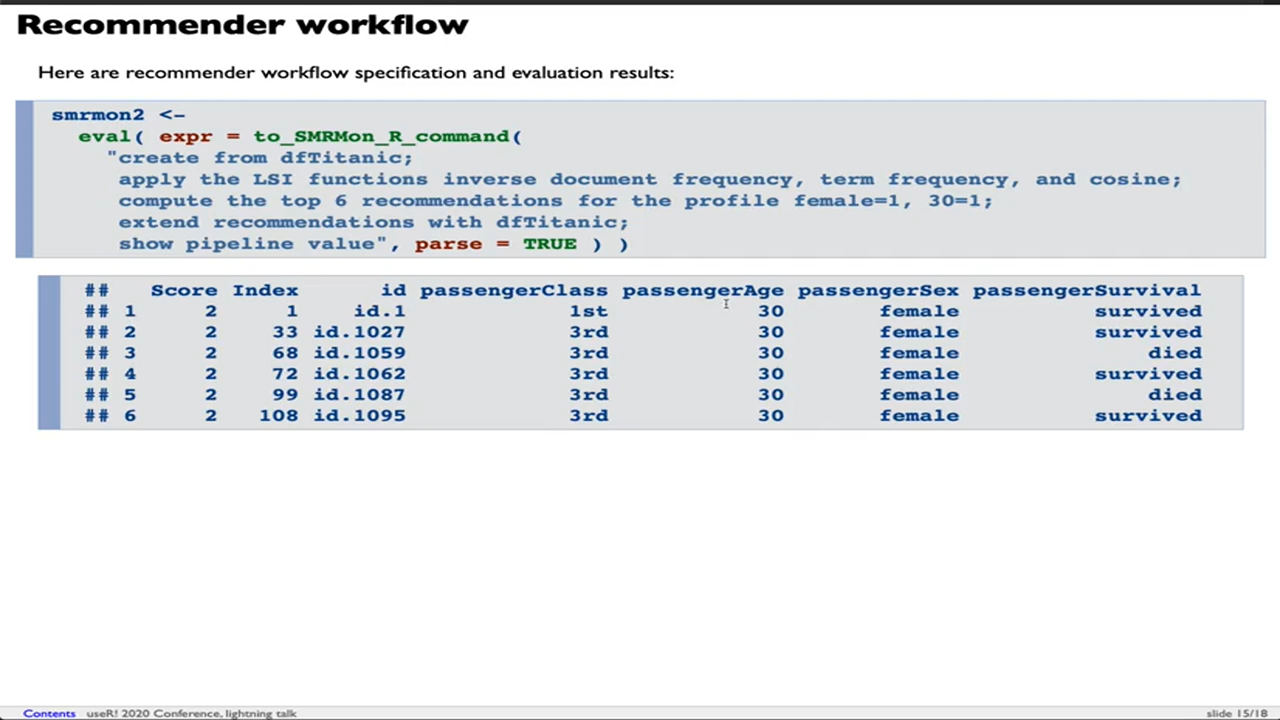 Recommender workflow
Here are recommender workflow specification and evaluation results:
smrmon2 <-
eval( expr = to_SMRMon_R_command(
"create from dfTitanic;
apply the LSI functions inverse document frequency, term frequency, and cosine;
compute the top 6 recommendations for the profile female=1, 30=1;
extend recommendations with dfTitanic;
show pipeline value", parse = TRUE ) )
## Score Index id passengerClass passengerAge passengerSex passengerSurvival
## 1 2 1 id.1 1st 30 female survived
## 2 2 33 id.1027 3rd 30 female survived
## 3 2 68 id.1059 3rd 30 female died
## 4 2 72 id.1062 3rd 30 female survived
## 5 2 99 id.1087 3rd 30 female died
## 6 2 108 id.1095 3rd 30 female survived
Contents useR! 2020 Conference, lightning talk slide 15/18